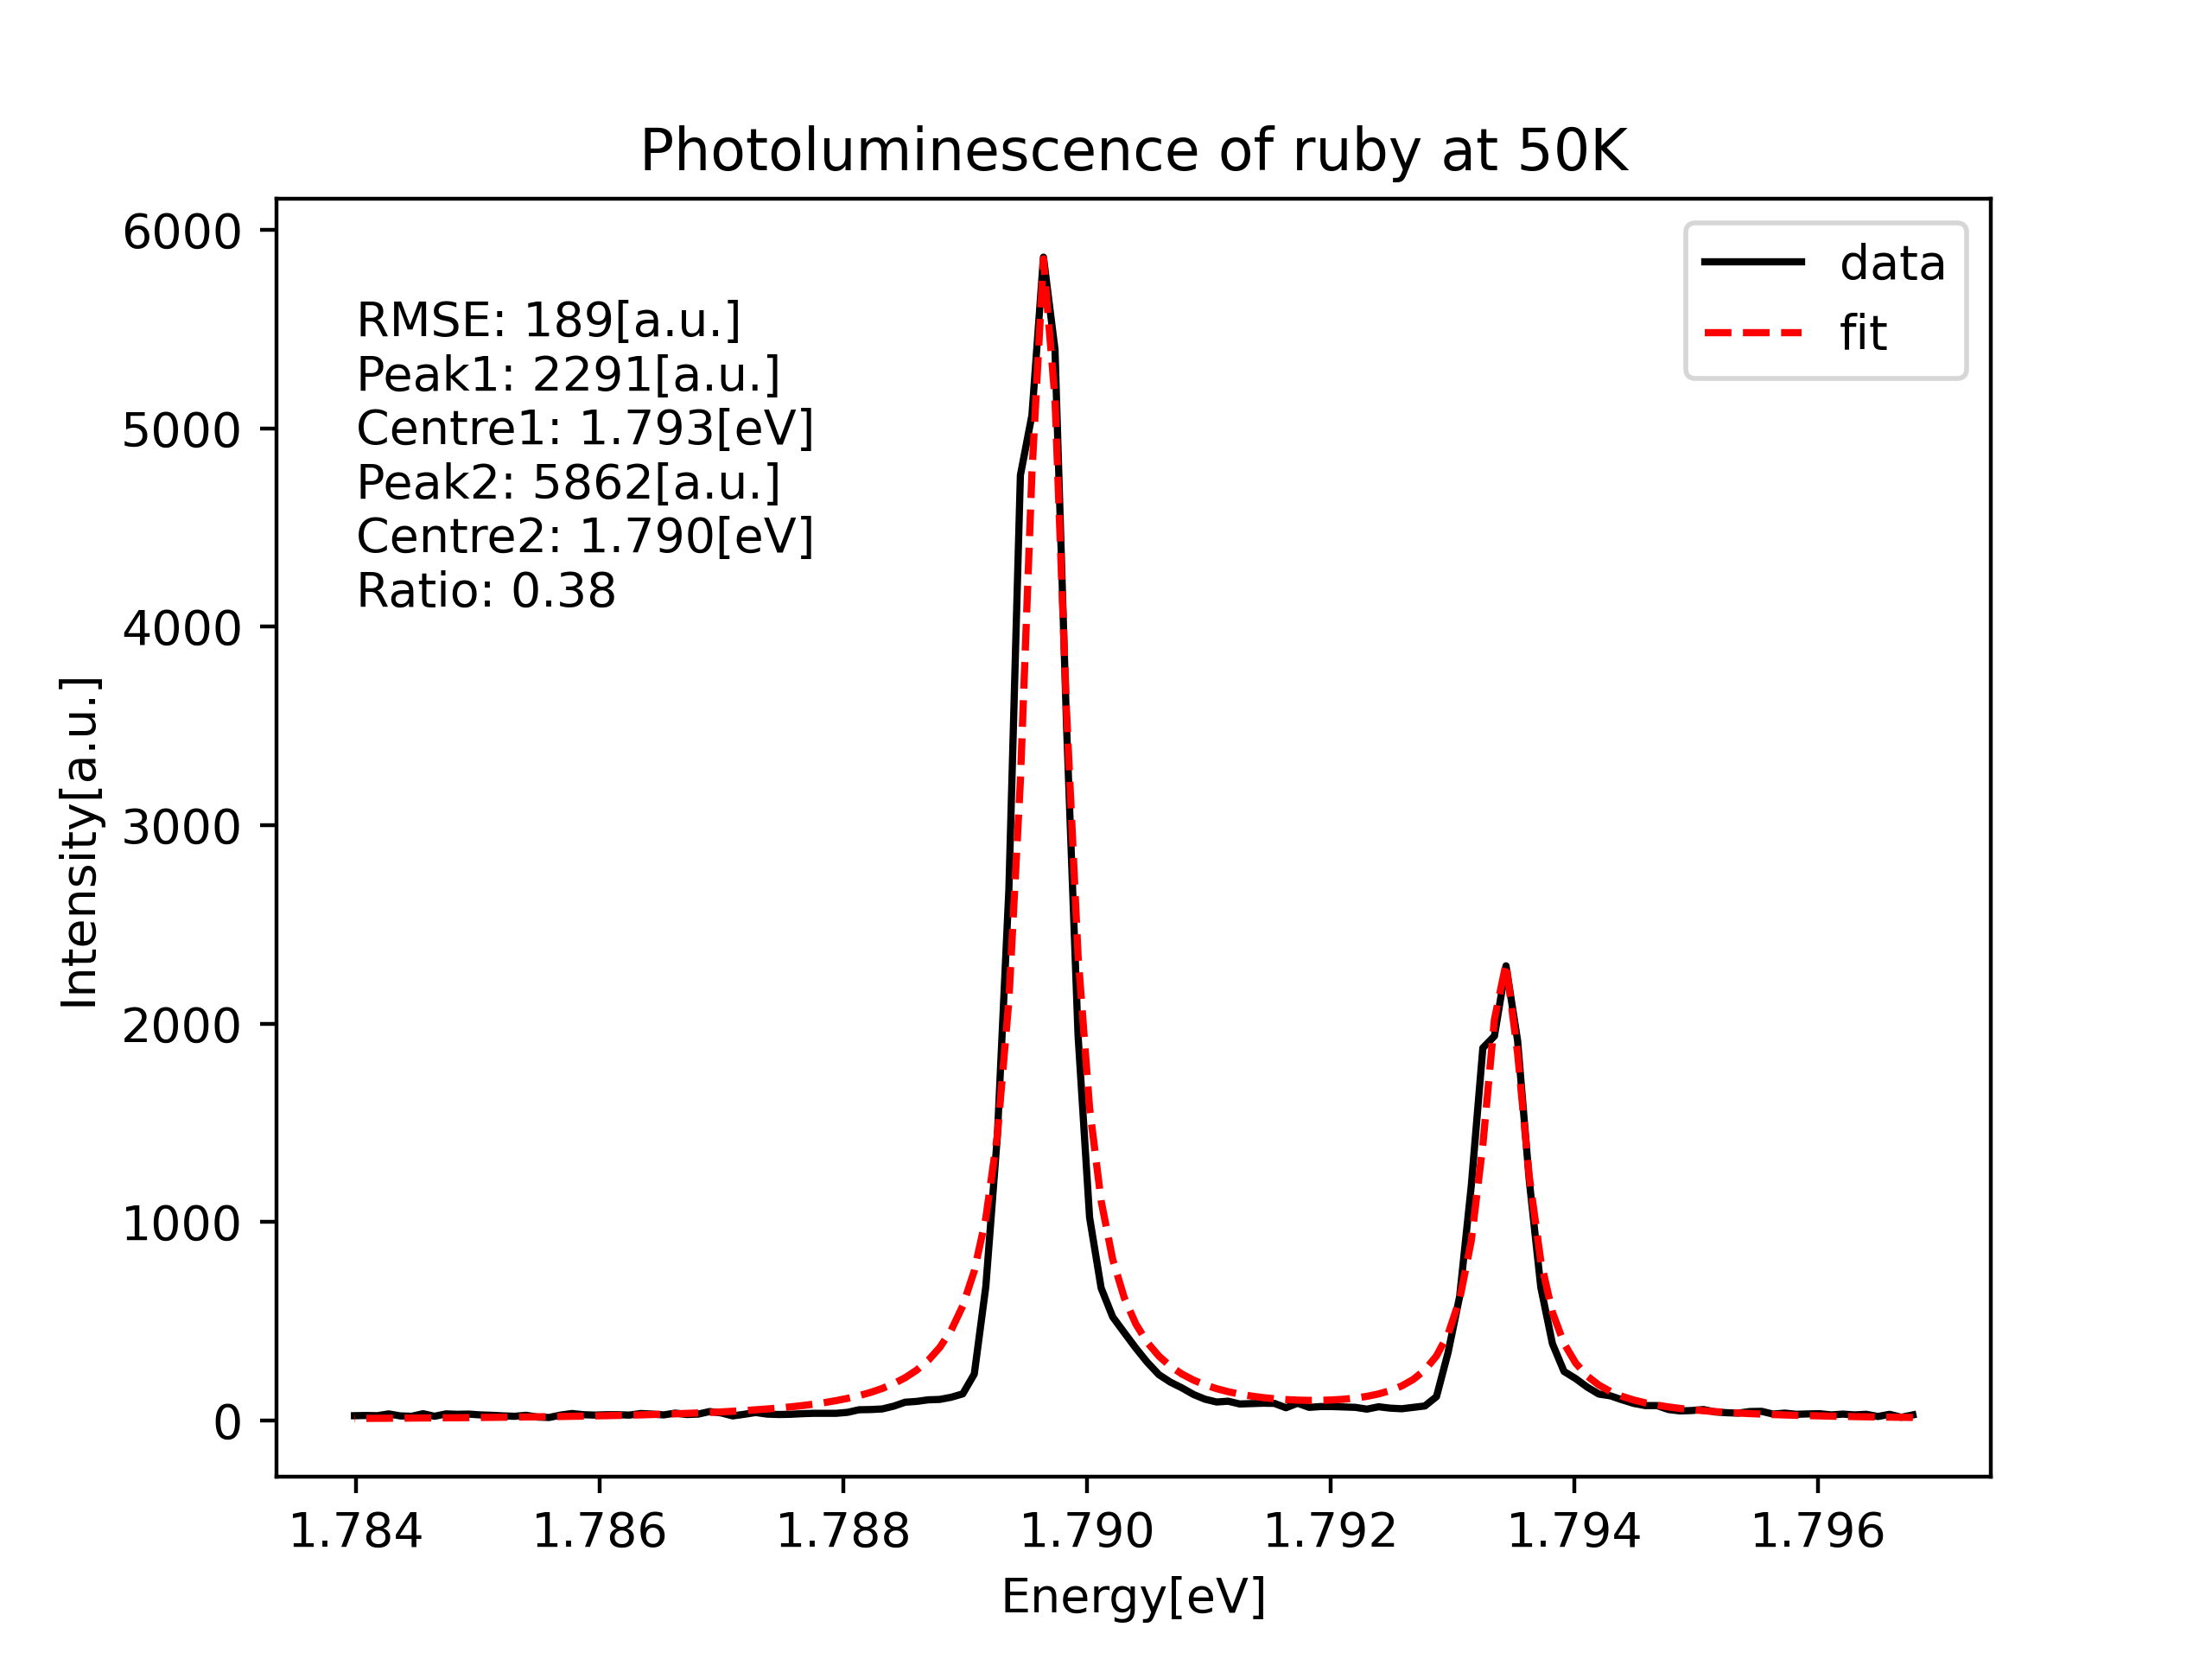 Photoluminescence of ruby at 50K
6000
5000
4000
3000
2000
1000
0
Intensity[a.u.]
RMSE: 189[a.u.]
Peak1: 2291[a.u.]
Centre1: 1.793[eV]
Peak2: 5862[a.u.]
Centre2: 1.790[eV]
Ratio: 0.38
data
fit
1.784 1.786 1.788 1.790 1.792 1.794 1.796
Energy[eV]